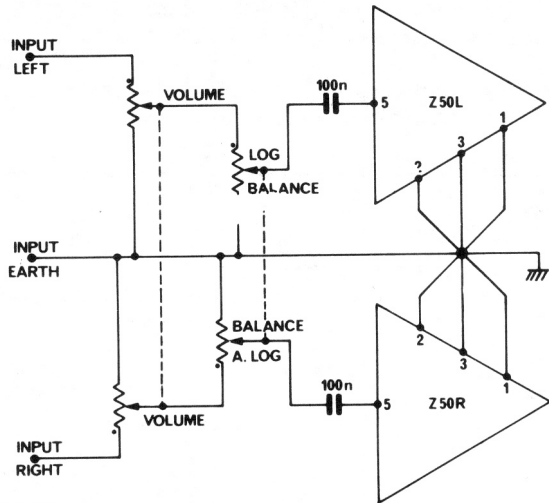 INPUT
LEFT
VOLUME
LOG
BALANCE
100n
5
Z50L
1
3
2
INPUT
EARTH
BALANCE
A. LOG
VOLUME
100n
5
Z50R
2
3
1
INPUT
RIGHT